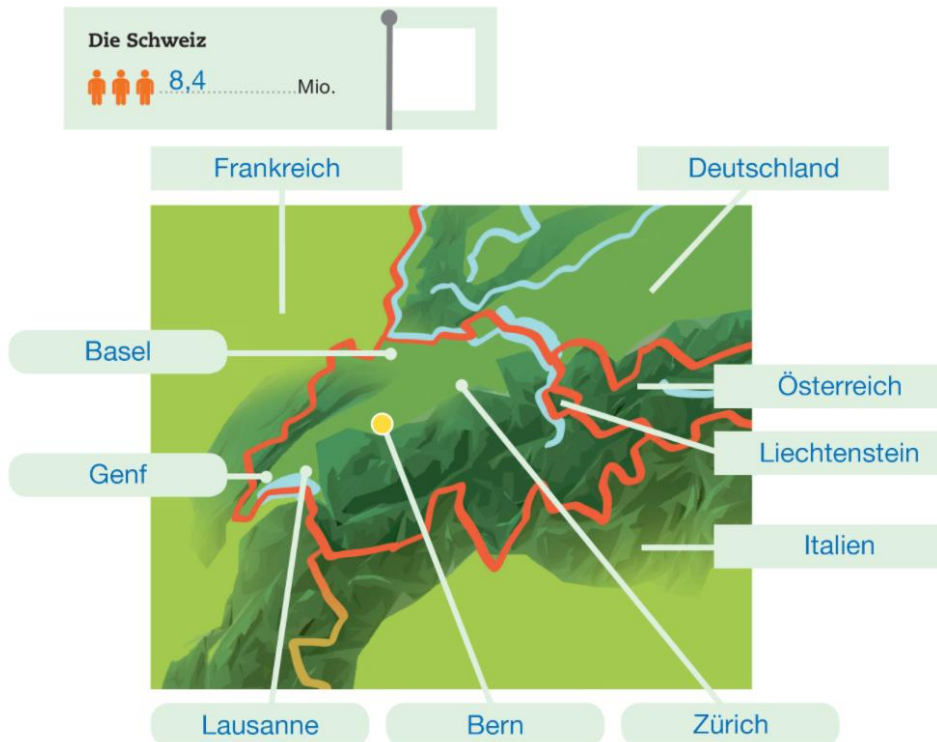 Die Schweiz
8,4 Mio.
Frankreich
Deutschland
Basel
Österreich
Liechtenstein
Genf
Italien
Lausanne
Bern
Zürich